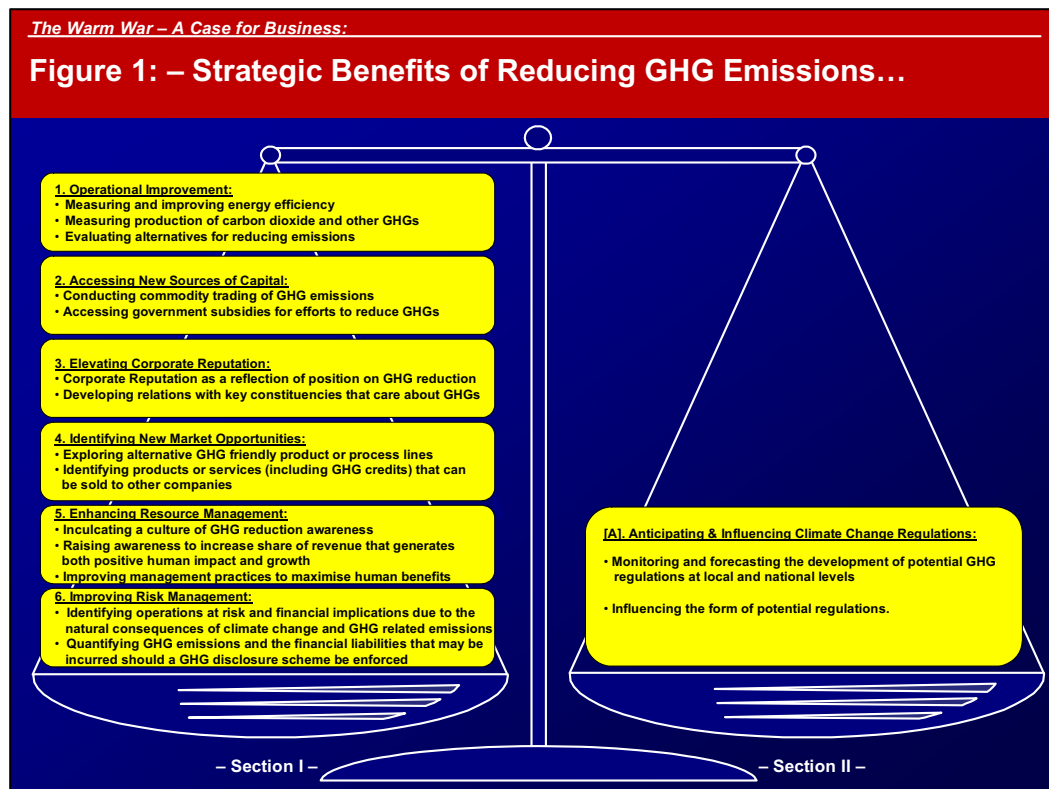 The Warm War – A Case for Business:
Figure 1: – Strategic Benefits of Reducing GHG Emissions…
1. Operational Improvement:
• Measuring and improving energy efficiency
• Measuring production of carbon dioxide and other GHGs
• Evaluating alternatives for reducing emissions
2. Accessing New Sources of Capital:
• Conducting commodity trading of GHG emissions
• Accessing government subsidies for efforts to reduce GHGs
3. Elevating Corporate Reputation:
• Corporate Reputation as a reflection of position on GHG reduction
• Developing relations with key constituencies that care about GHGs
4. Identifying New Market Opportunities:
• Exploring alternative GHG friendly product or process lines
• Identifying products or services (including GHG credits) that can
be sold to other companies
5. Enhancing Resource Management:
• Inculcating a culture of GHG reduction awareness
• Raising awareness to increase share of revenue that generates
both positive human impact and growth
• Improving management practices to maximise human benefits
6. Improving Risk Management:
• Identifying operations at risk and financial implications due to the
natural consequences of climate change and GHG related emissions
• Quantifying GHG emissions and the financial liabilities that may be
incurred should a GHG disclosure scheme be enforced
[A]. Anticipating & Influencing Climate Change Regulations:
• Monitoring and forecasting the development of potential GHG
regulations at local and national levels
• Influencing the form of potential regulations.
– Section I –
– Section II –